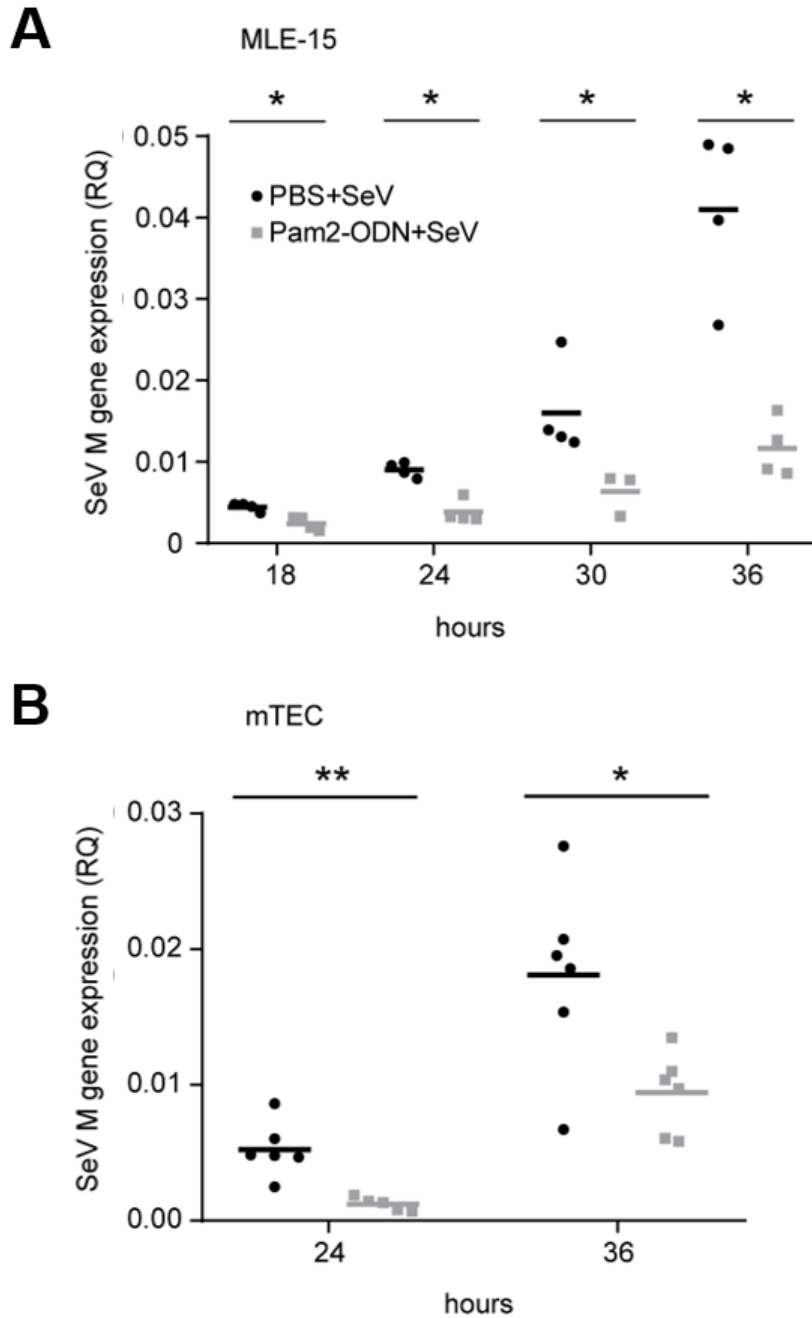 A
MLE-15
* * * *
0.05
PBS+SeV
0.04
Pam2-ODN+SeV
0.03
0.02
0.01
0
SeV M gene expression (RQ)
18 24 30 36
hours
B
mTEC
** *
0.03
0.02
0.01
0.00
SeV M gene expression (RQ)
24 36
hours